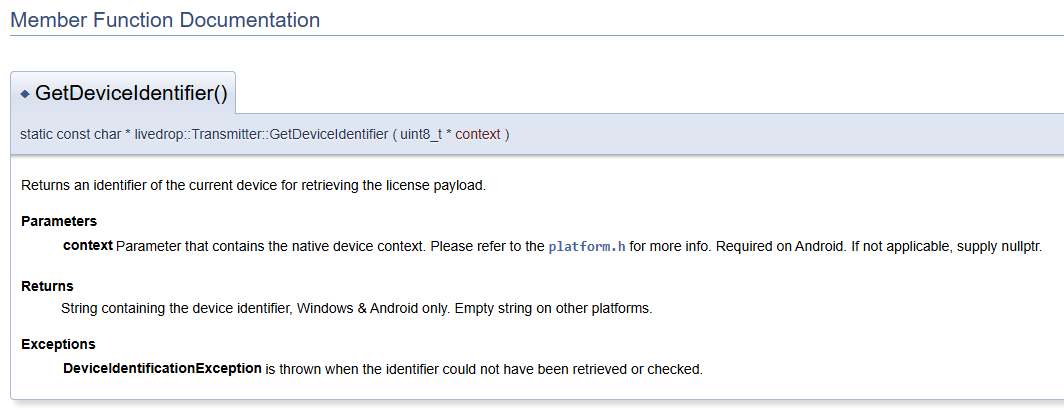 Member Function Documentation
◆ GetDeviceIdentifier()
static const char * livedrop::Transmitter::GetDeviceIdentifier ( uint8_t * context )
Returns an identifier of the current device for retrieving the license payload.
Parameters
context Parameter that contains the native device context. Please refer to the platform.h for more info. Required on Android. If not applicable, supply nullptr.
Returns
String containing the device identifier, Windows & Android only. Empty string on other platforms.
Exceptions
DeviceIdentificationException is thrown when the identifier could not have been retrieved or checked.